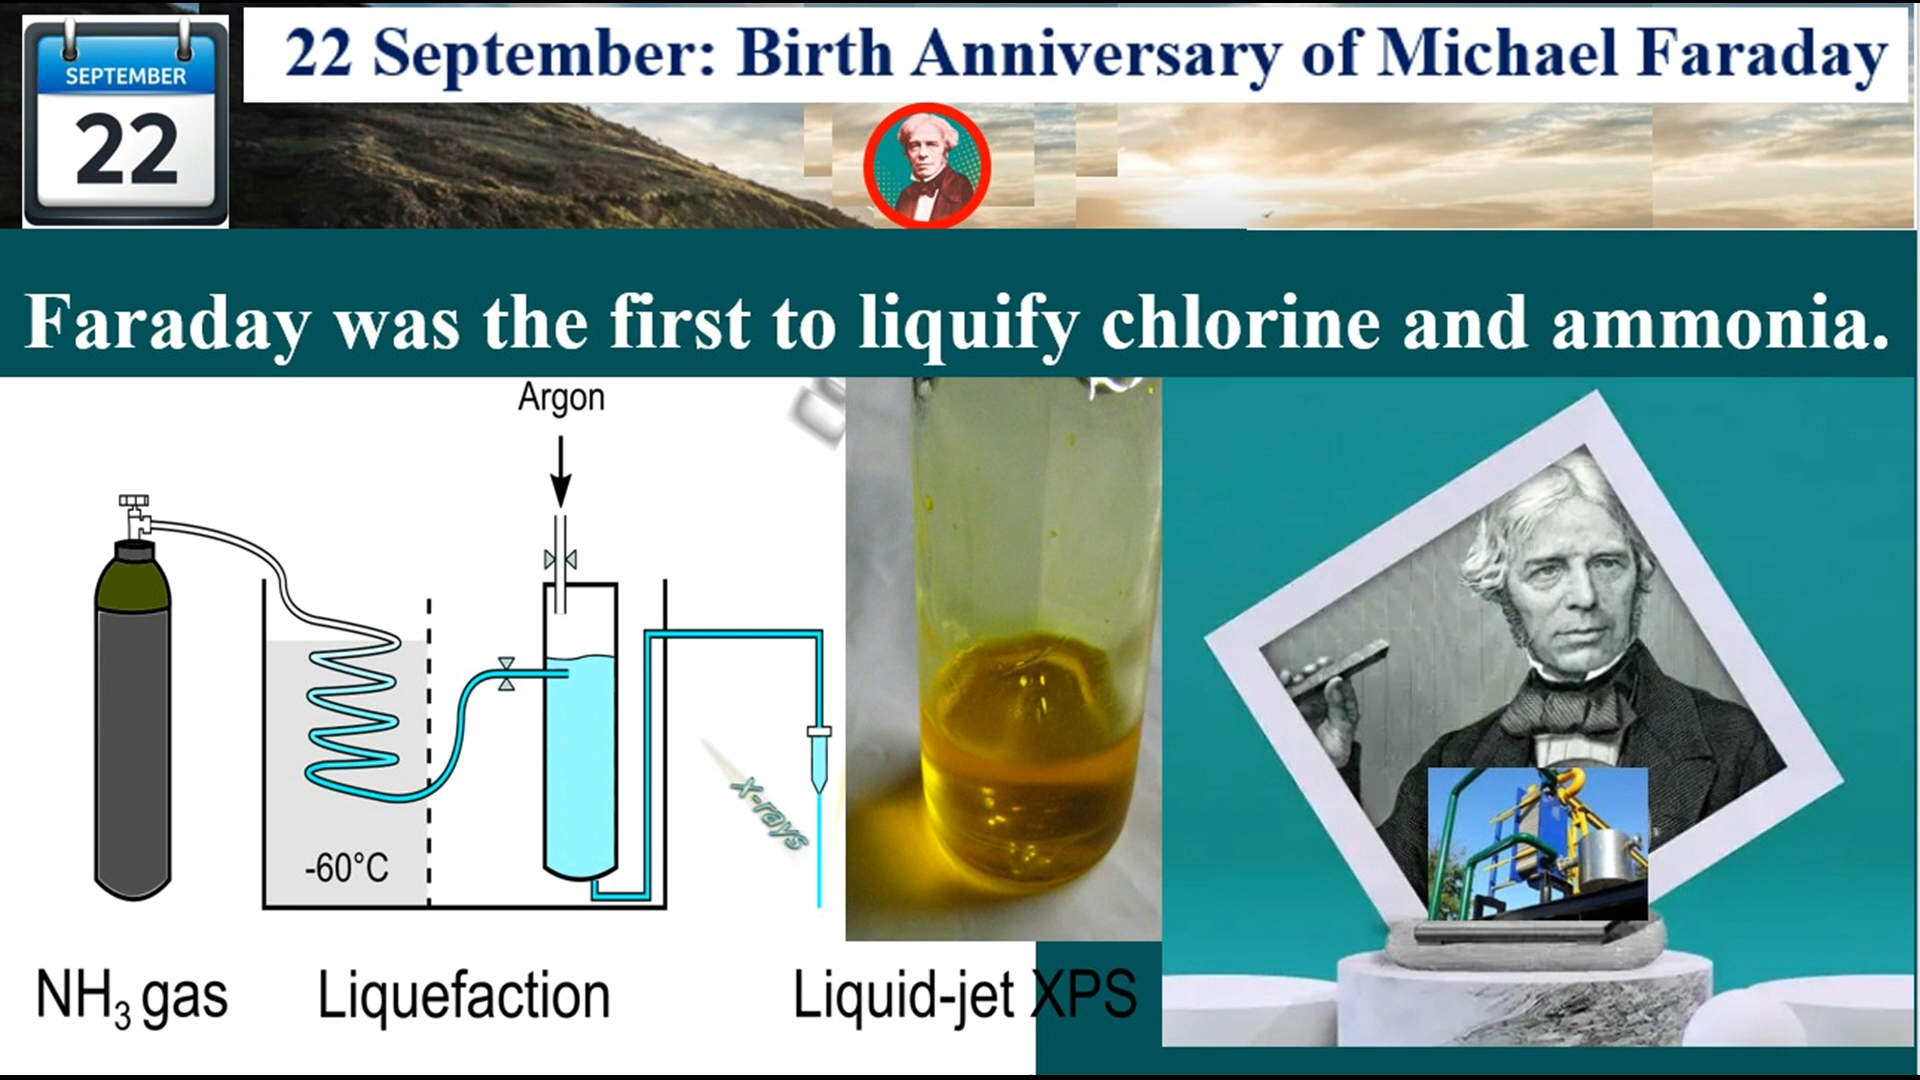 22 September: Birth Anniversary of Michael Faraday
SEPTEMBER
22
Faraday was the first to liquify chlorine and ammonia.
Argon
-60°C
X-rays
NH₃ gas
Liquefaction
Liquid-jet XPS